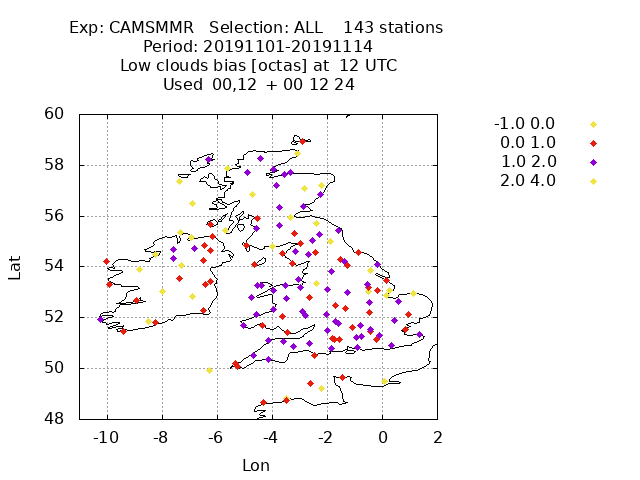 Exp: CAMSMMR   Selection: ALL    143 stations
Period: 20191101-20191114
Low clouds bias [octas] at  12 UTC
Used  00,12  + 00 12 24
-1.0 0.0
0.0 1.0
1.0 2.0
2.0 4.0
60
58
56
54
52
50
48
Lat
-10 -8 -6 -4 -2 0 2
Lon